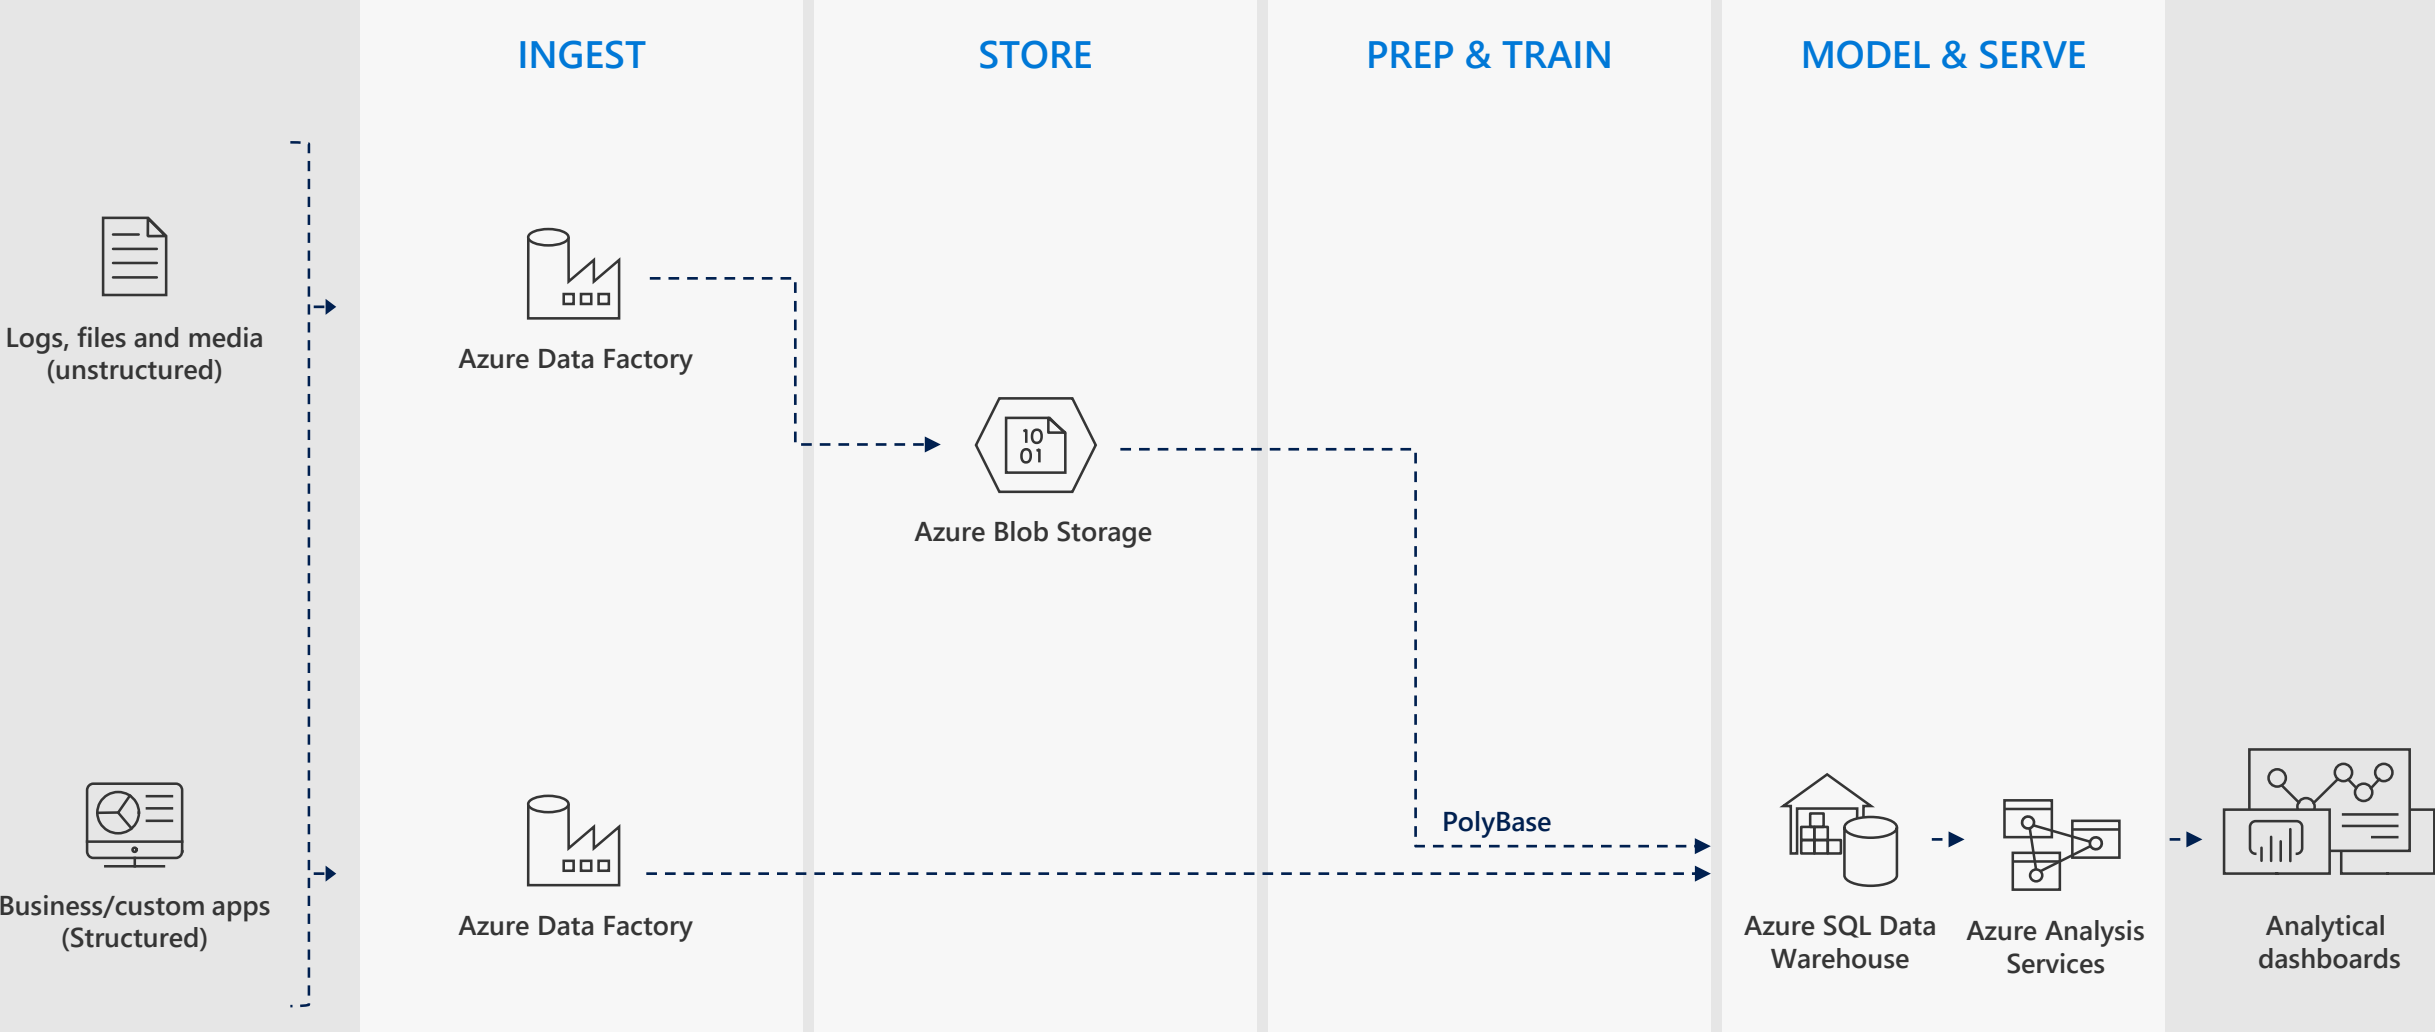 INGEST
STORE
PREP & TRAIN
MODEL & SERVE
Logs, files and media
(unstructured)
Azure Data Factory
10
01
Azure Blob Storage
PolyBase
Business/custom apps
(Structured)
Azure Data Factory
Azure SQL Data
Warehouse
Azure Analysis
Services
Analytical
dashboards